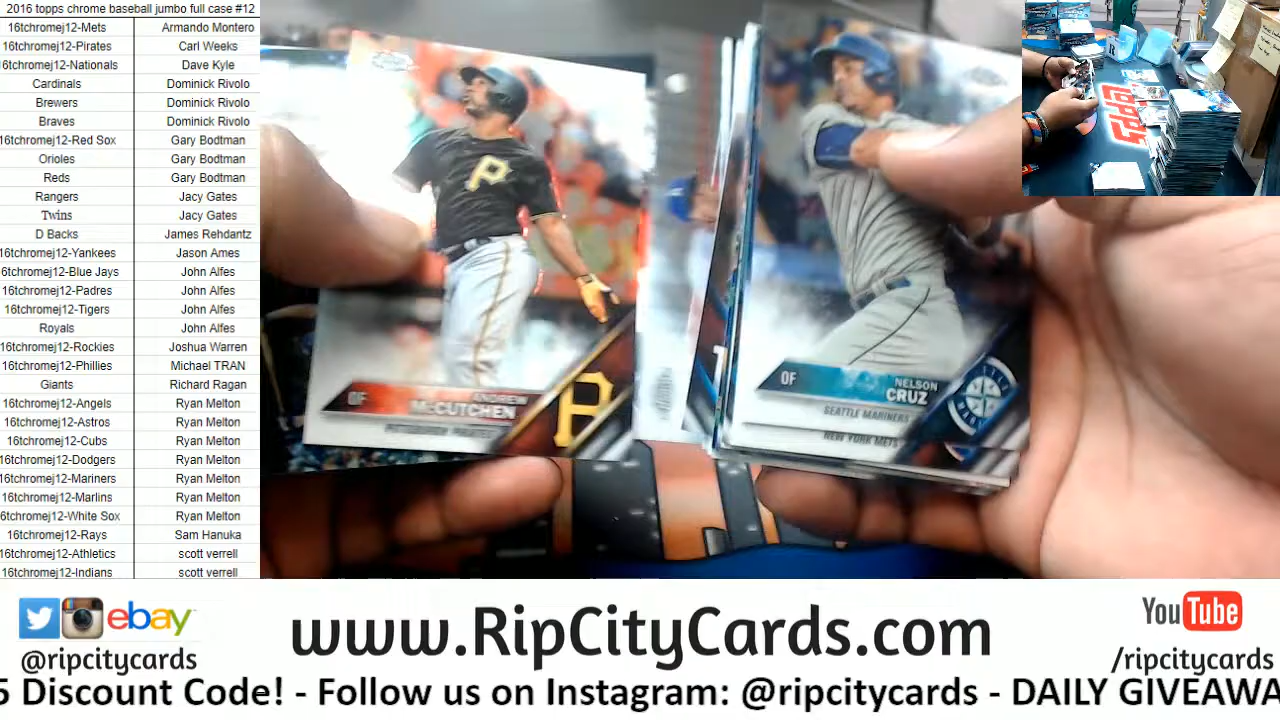 2016 topps chrome baseball jumbo full case #12
16tchromej12-Mets Armando Montero
16tchromej12-Pirates Carl Weeks
16tchromej12-Nationals Dave Kyle
Cardinals Dominick Rivolo
Brewers Dominick Rivolo
Braves Dominick Rivolo
16tchromej12-Red Sox Gary Bodtman
Orioles Gary Bodtman
Reds Gary Bodtman
Rangers Jacy Gates
Twins Jacy Gates
D Backs James Rehdantz
16tchromej12-Yankees Jason Ames
6tchromej12-Blue Jays John Alfes
16tchromej12-Padres John Alfes
16tchromej12-Tigers John Alfes
Royals John Alfes
16tchromej12-Rockies Joshua Warren
16tchromej12-Phillies Michael TRAN
Giants Richard Ragan
16tchromej12-Angels Ryan Melton
16tchromej12-Astros Ryan Melton
16tchromej12-Cubs Ryan Melton
16tchromej12-Dodgers Ryan Melton
16tchromej12-Mariners Ryan Melton
16tchromej12-Marlins Ryan Melton
6tchromej12-White Sox Ryan Melton
16tchromej12-Rays Sam Hanuka
16tchromej12-Athletics scott verrell
16tchromej12-Indians scott verrell
P
OF
ANDREW
McCUTCHEN
PITTSBURGH PIRATES
P
OF
NELSON
CRUZ
SEATTLE MARINERS
NEW YORK METS
topps
ebay
@ripcitycards
www.RipCityCards.com
YouTube
/ripcitycards
5 Discount Code! - Follow us on Instagram: @ripcitycards - DAILY GIVEAWA